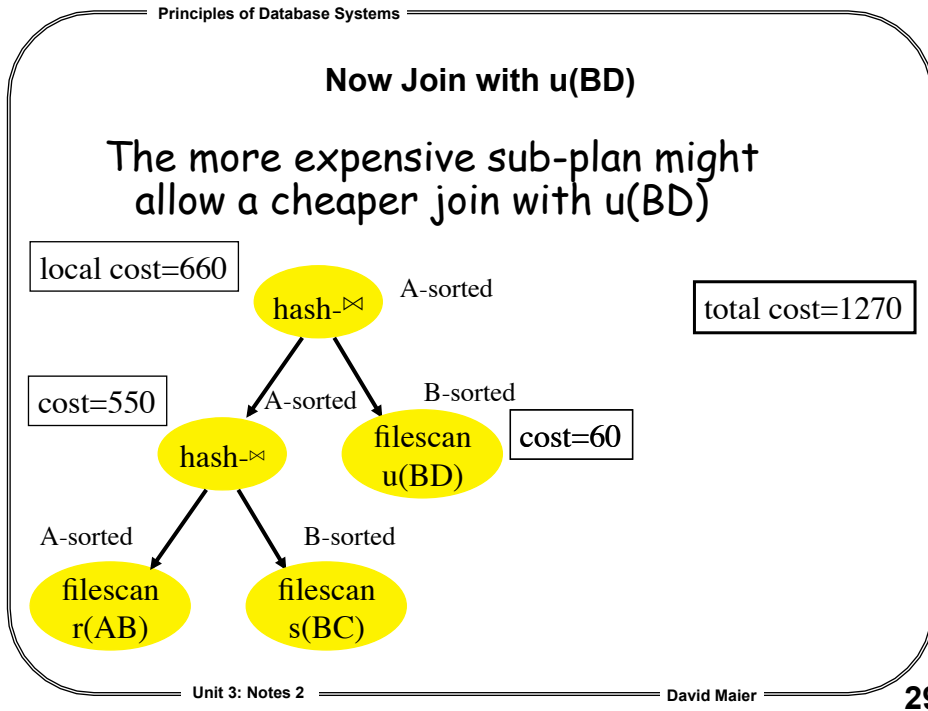 Principles of Database Systems
Now Join with u(BD)
The more expensive sub-plan might
allow a cheaper join with u(BD)
local cost=660
hash-⋈
A-sorted
total cost=1270
cost=550
A-sorted
B-sorted
hash-⋈
filescan
u(BD)
cost=60
A-sorted
B-sorted
filescan
r(AB)
filescan
s(BC)
Unit 3: Notes 2
David Maier
29